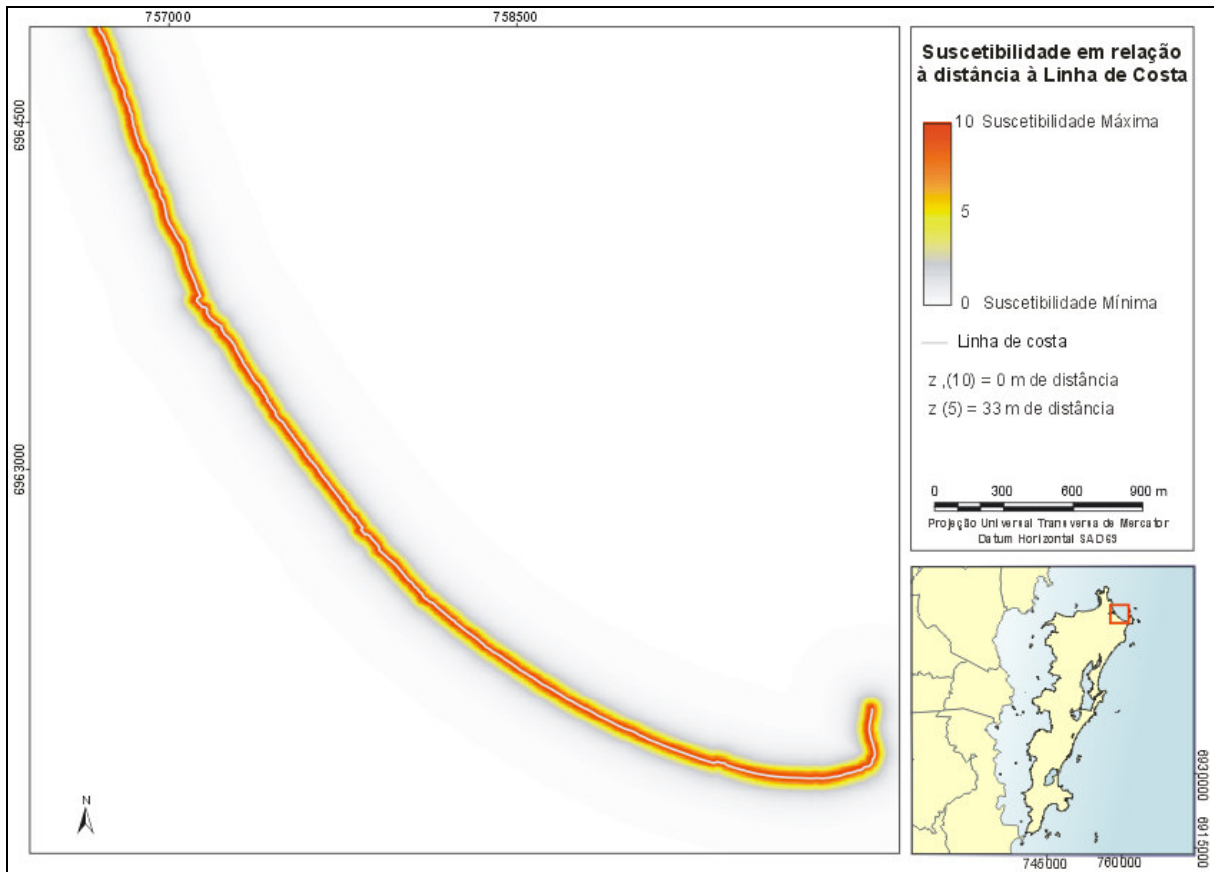 757000
758500
6964500
6963000
N
Suscetibilidade em relação
à distância à Linha de Costa
10 Suscetibilidade Máxima
5
0 Suscetibilidade Mínima
Linha de costa
z ,(10) = 0 m de distância
z (5) = 33 m de distância
0 300 600 900 m
Projeção Universal Transversa de Mercator
Datum Horizontal SAD69
6930000
6915000
745000 760000